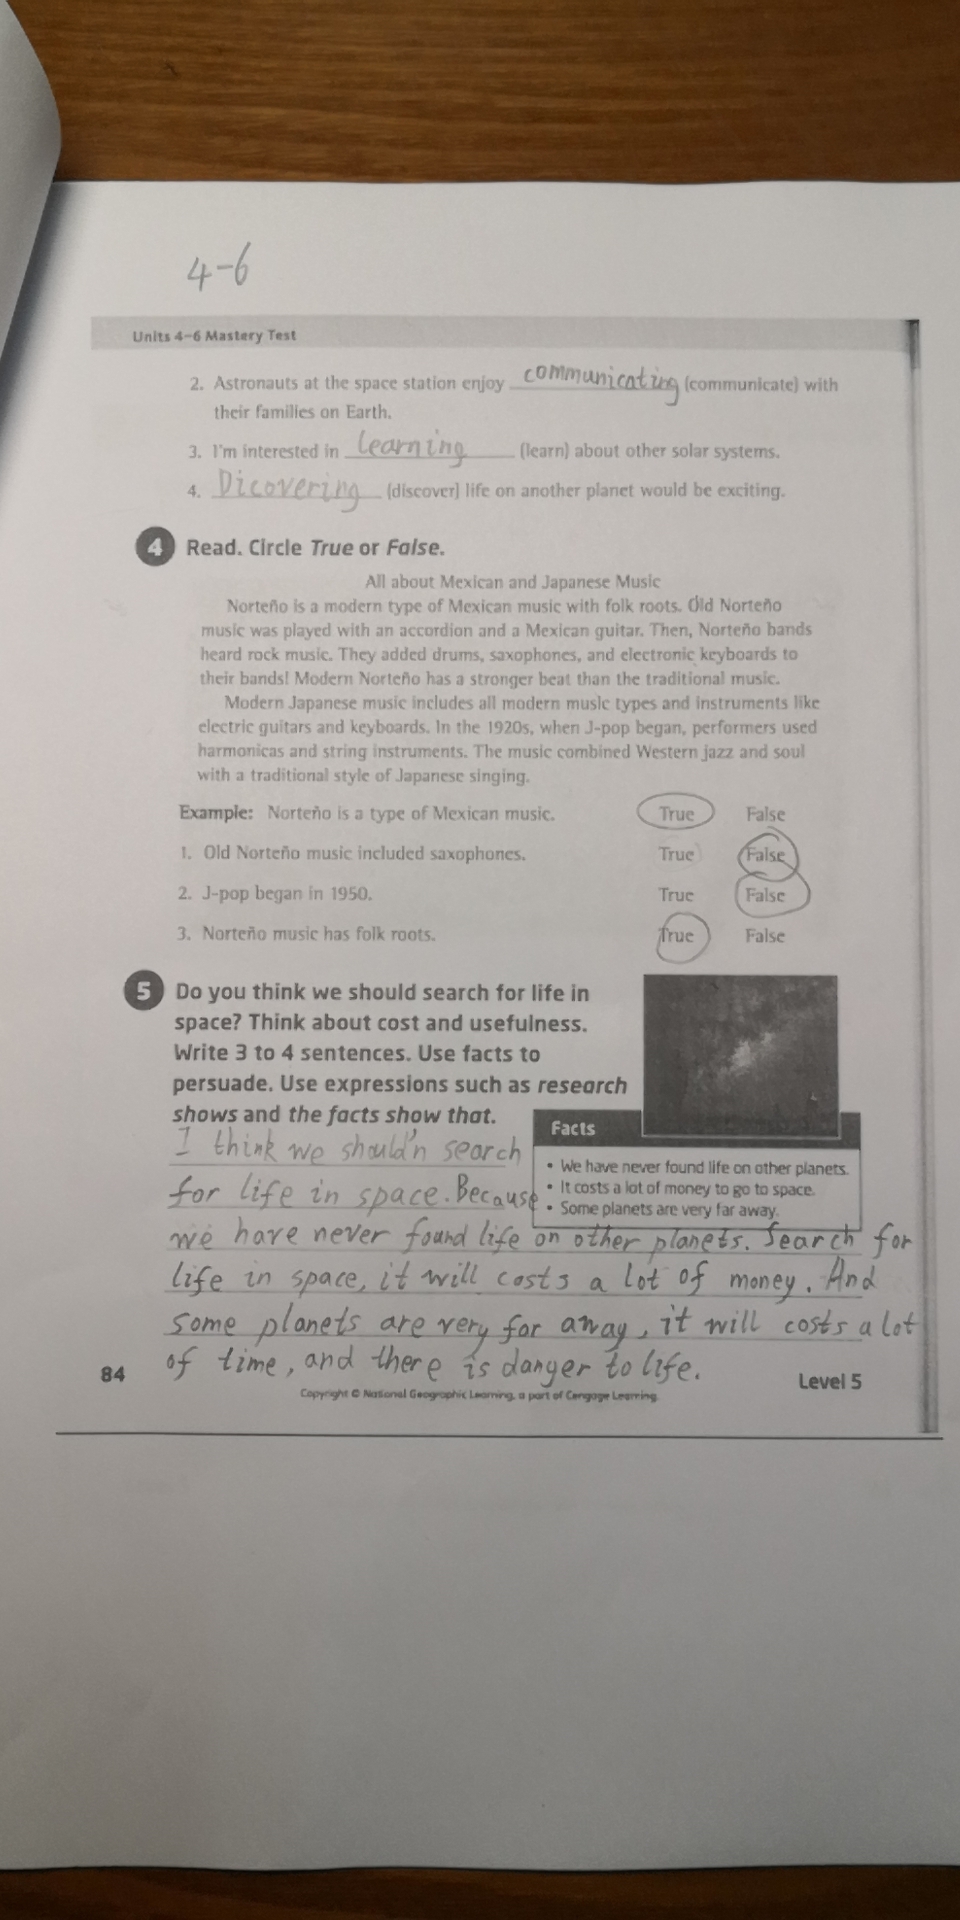 4-6
Units 4-6 Mastery Test
2. Astronauts at the space station enjoy communicating (communicate) with
their families on Earth.
3. I'm interested in learning (learn) about other solar systems.
4. Dicovering (discover) life on another planet would be exciting.
4 Read. Circle True or False.
All about Mexican and Japanese Music
Norteño is a modern type of Mexican music with folk roots. Old Norteño
music was played with an accordion and a Mexican guitar. Then, Norteño bands
heard rock music. They added drums, saxophones, and electronic keyboards to
their bands! Modern Norteño has a stronger beat than the traditional music.
Modern Japanese music includes all modern music types and instruments like
electric guitars and keyboards. In the 1920s, when J-pop began, performers used
harmonicas and string instruments. The music combined Western jazz and soul
with a traditional style of Japanese singing.
Example: Norteño is a type of Mexican music. True False
1. Old Norteño music included saxophones. True False
2. J-pop began in 1950. True False
3. Norteño music has folk roots. True False
5 Do you think we should search for life in
space? Think about cost and usefulness.
Write 3 to 4 sentences. Use facts to
persuade. Use expressions such as research
shows and the facts show that.
Facts
• We have never found life on other planets.
• It costs a lot of money to go to space.
• Some planets are very far away.
I think we should'n search
for life in space. Because
we have never found life on other planets. Search for
life in space, it will costs a lot of money. And
some planets are very far away, it will costs a lot
of time, and there is danger to life.
84
Level 5
Copyright © National Geographic Learning, a part of Cengage Learning.